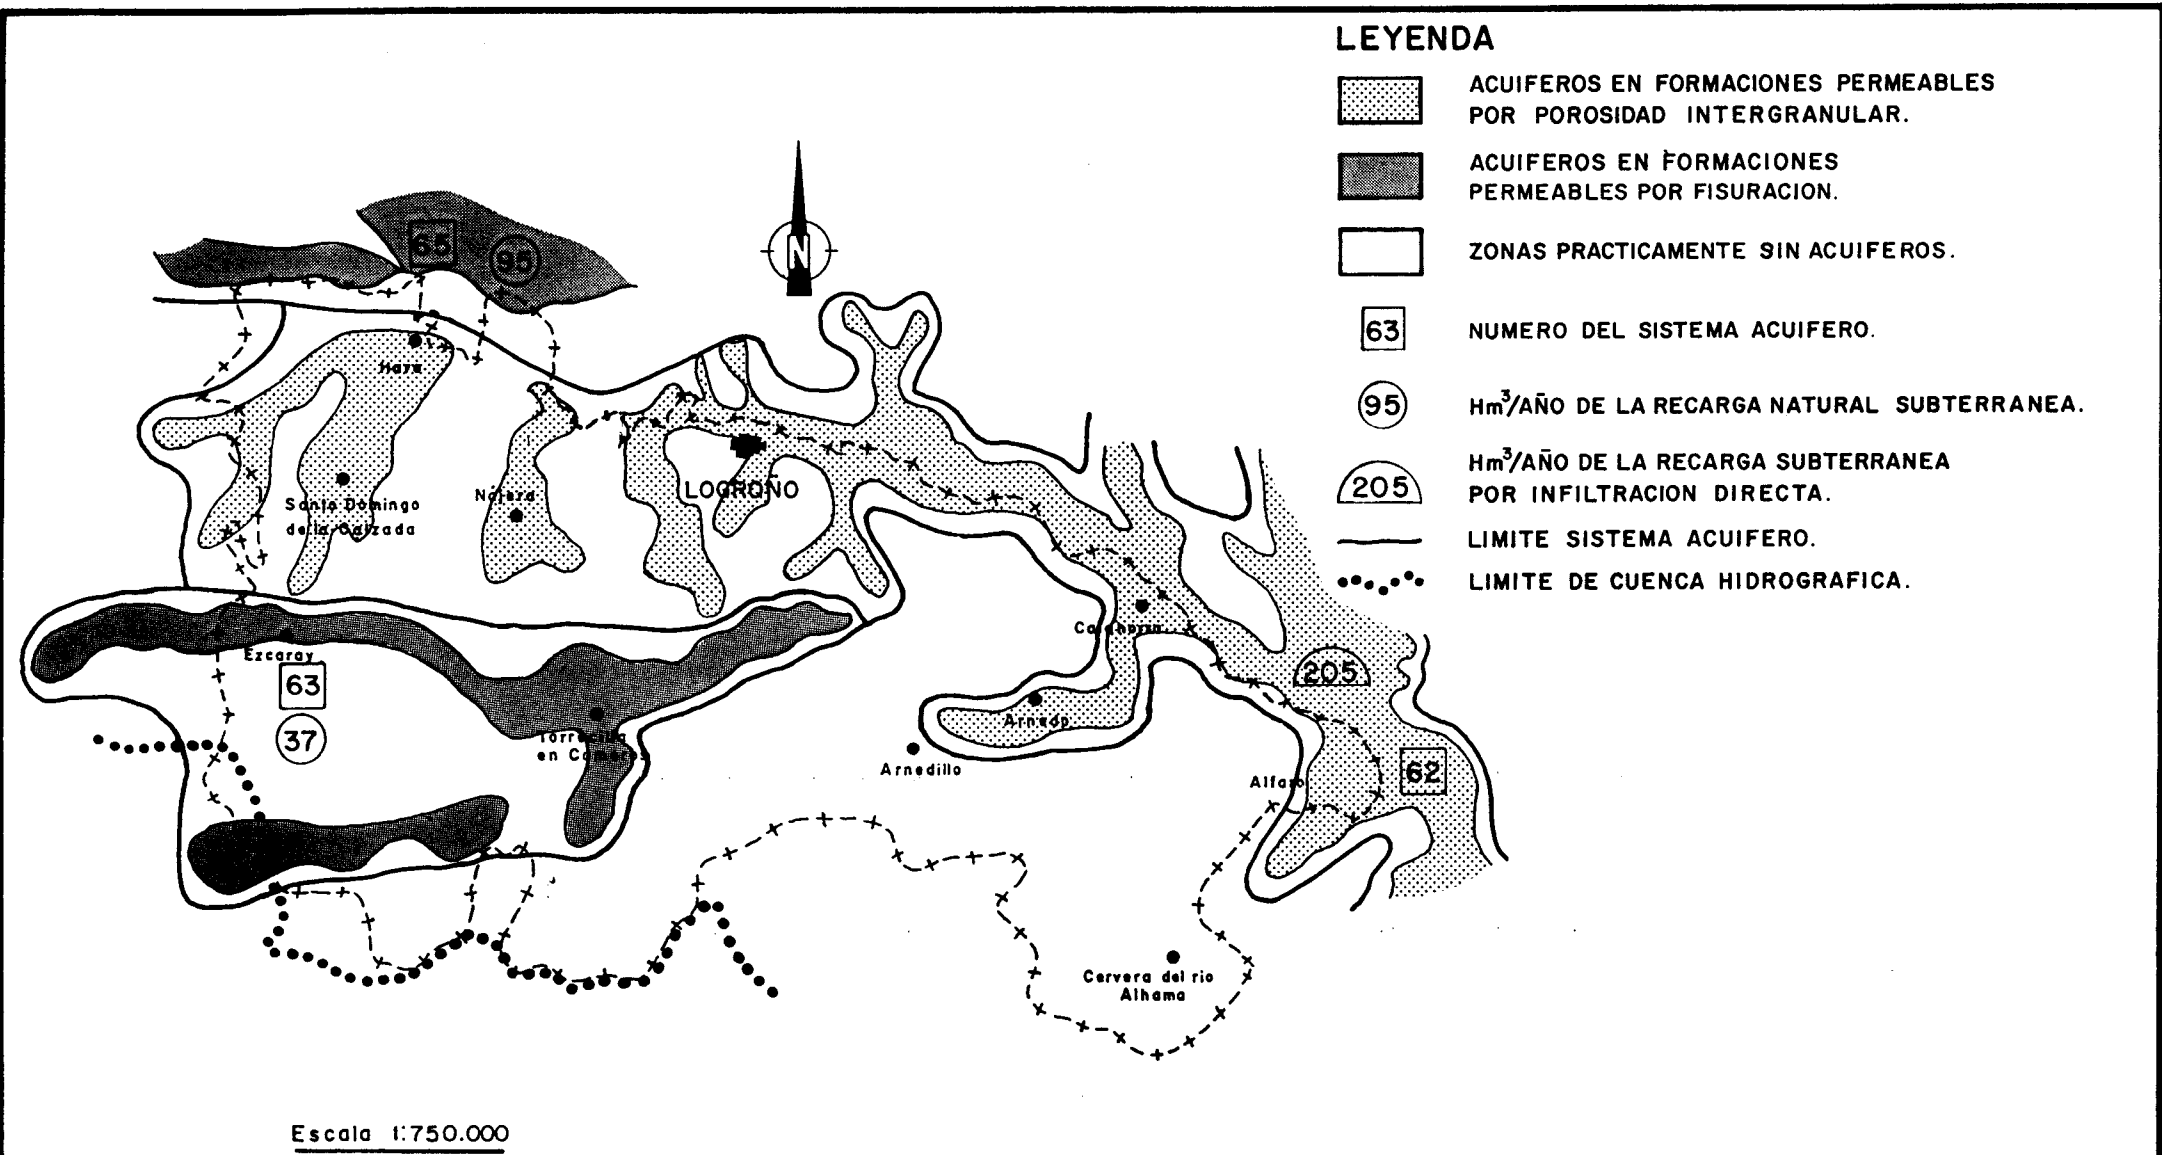 LEYENDA
ACUIFEROS EN FORMACIONES PERMEABLES
POR POROSIDAD INTERGRANULAR.
ACUIFEROS EN FORMACIONES
PERMEABLES POR FISURACION.
ZONAS PRACTICAMENTE SIN ACUIFEROS.
63
NUMERO DEL SISTEMA ACUIFERO.
95
Hm³/AÑO DE LA RECARGA NATURAL SUBTERRANEA.
205
Hm³/AÑO DE LA RECARGA SUBTERRANEA
POR INFILTRACION DIRECTA.
LIMITE SISTEMA ACUIFERO.
LIMITE DE CUENCA HIDROGRAFICA.
65
95
N
Haro
Santo Domingo
de la Calzada
Nájera
LOGROÑO
Ezcaray
63
37
Torrecilla
en Cameros
Calahorra
Arnedo
Arnedillo
205
62
Alfaro
Cervera del rio
Alhama
Escala 1:750.000